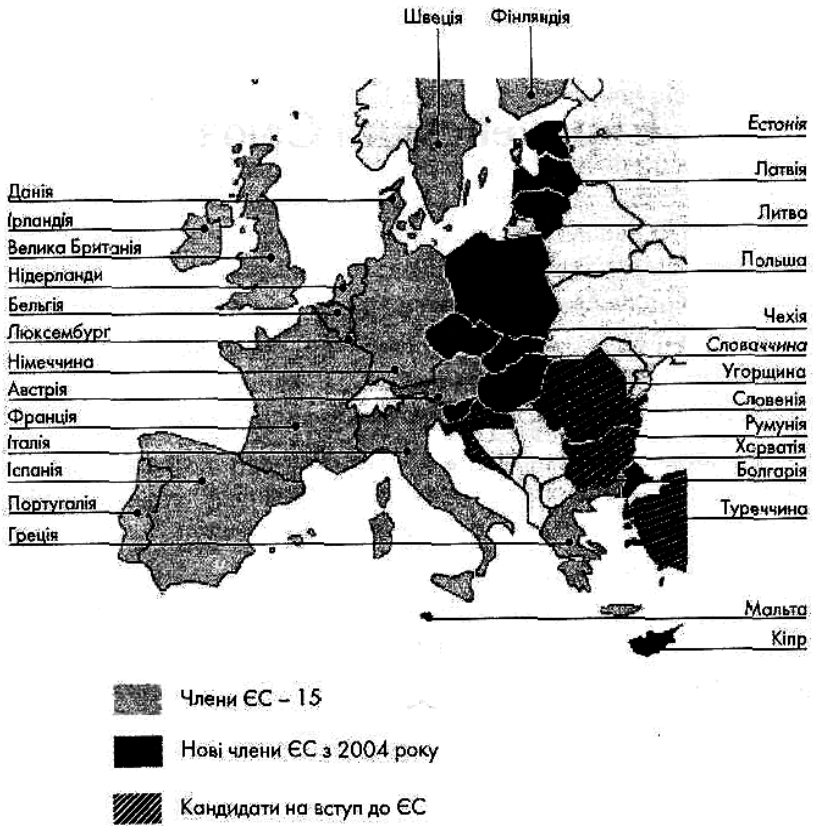 Швеція Фінляндія
Естонія
Латвія
Литва
Польша
Чехія
Словаччина
Угорщина
Словенія
Румунія
Хорватія
Болгарія
Туреччина
Мальта
Кіпр
Данія
Ірландія
Велика Британія
Нідерланди
Бельгія
Люксембург
Німеччина
Австрія
Франція
Італія
Іспанія
Португалія
Греція
Члени ЄС – 15
Нові члени ЄС з 2004 року
Кандидати на вступ до ЄС